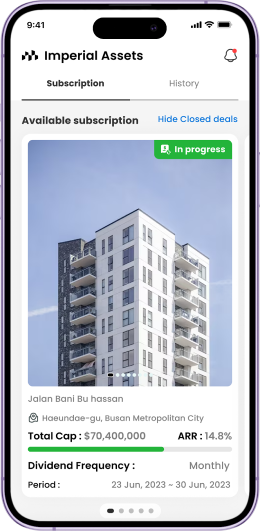 9:41
Imperial Assets
Subscription History
Available subscription Hide Closed deals
In progress
Jalan Bani Bu hassan
Haeundae-gu, Busan Metropolitan City
Total Cap : $70,400,000 ARR : 14.8%
Dividend Frequency : Monthly
Period : 23 Jun, 2023 ~ 30 Jun, 2023